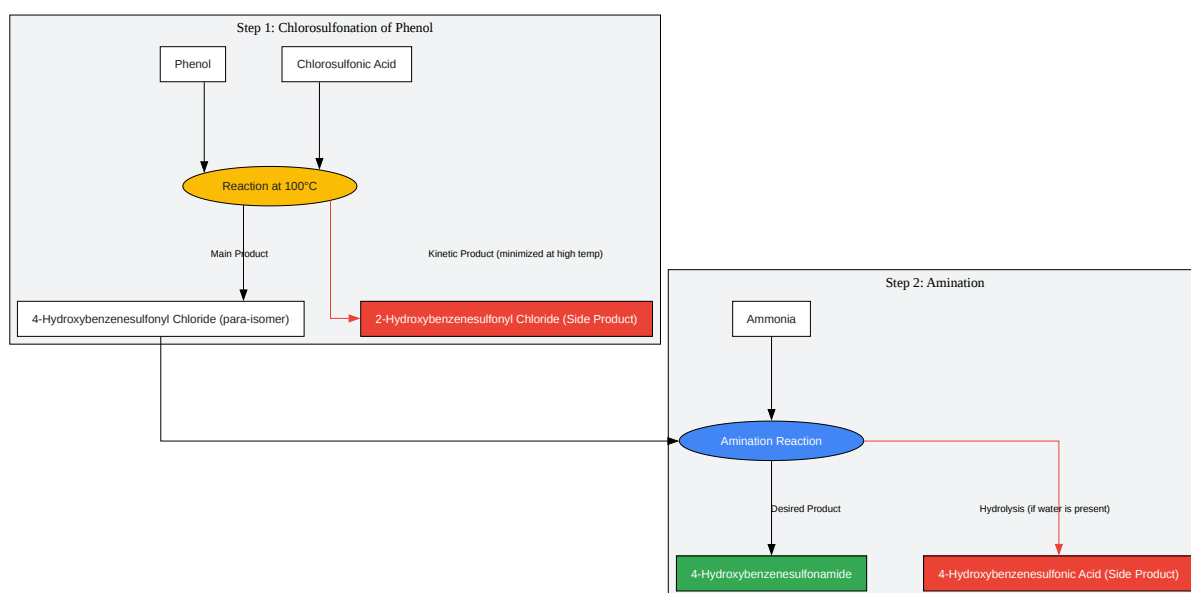 Step 1: Chlorosulfonation of Phenol
Phenol
Chlorosulfonic Acid
Reaction at 100°C
Main Product
Kinetic Product (minimized at high temp)
4-Hydroxybenzenesulfonyl Chloride (para-isomer)
2-Hydroxybenzenesulfonyl Chloride (Side Product)
Step 2: Amination
Ammonia
Amination Reaction
Desired Product
Hydrolysis (if water is present)
4-Hydroxybenzenesulfonamide
4-Hydroxybenzenesulfonic Acid (Side Product)